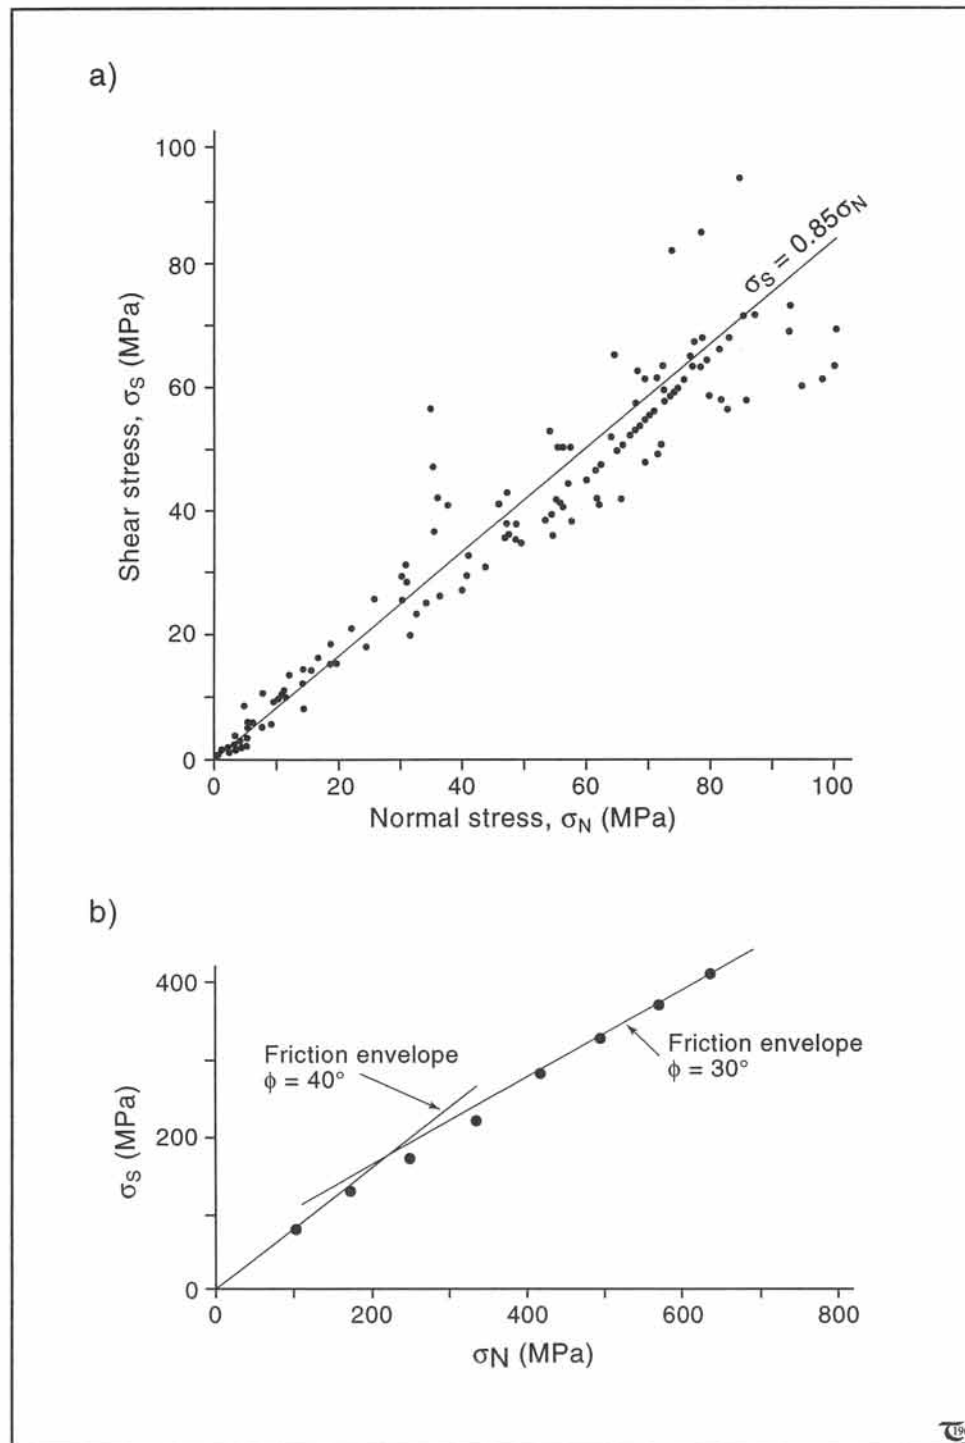 a)
100
80
60
40
20
0
Shear stress, σS (MPa)
σS = 0.85σN
0 20 40 60 80 100
Normal stress, σN (MPa)
b)
400
200
0
σS (MPa)
Friction envelope
ϕ = 40°
Friction envelope
ϕ = 30°
0 200 400 600 800
σN (MPa)